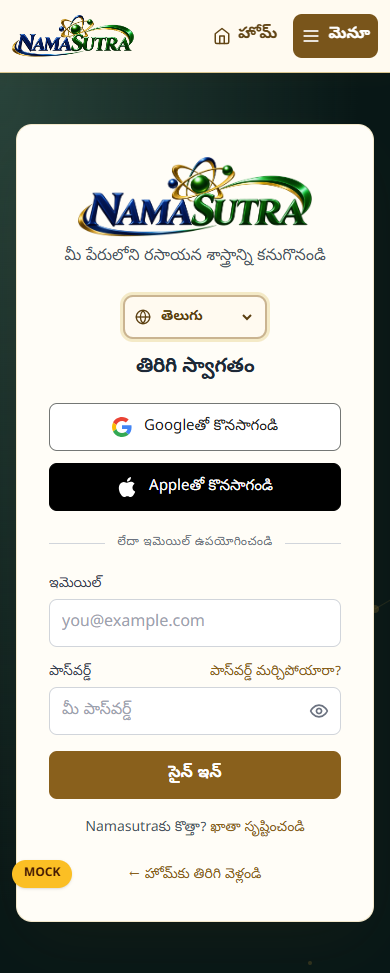 NAMASUTRA
హోమ్
మెనూ
NAMASUTRA
మీ పేరులోని రసాయన శాస్త్రాన్ని కనుగొనండి
తెలుగు
తిరిగి స్వాగతం
Googleతో కొనసాగండి
Appleతో కొనసాగండి
లేదా ఇమెయిల్ ఉపయోగించండి
ఇమెయిల్
you@example.com
పాస్‌వర్డ్ పాస్‌వర్డ్ మర్చిపోయారా?
మీ పాస్‌వర్డ్
సైన్ ఇన్
Namasutraకు కొత్తా? ఖాతా సృష్టించండి
MOCK
← హోమ్‌కు తిరిగి వెళ్లండి